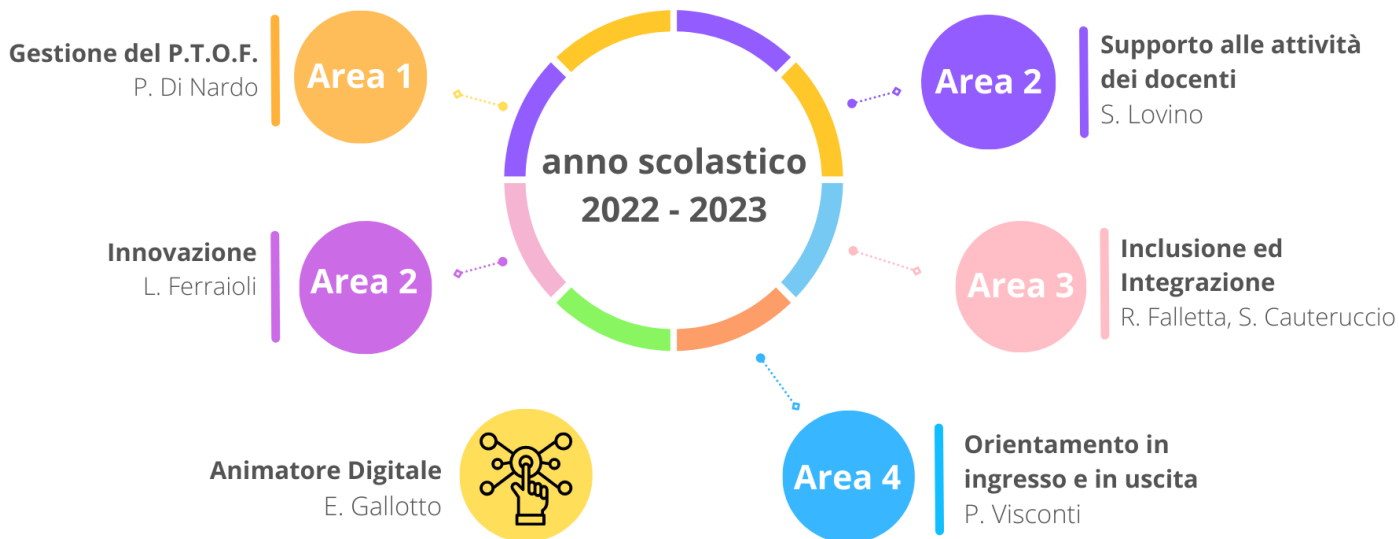 Gestione del P.T.O.F.
P. Di Nardo
Area 1
anno scolastico
2022 - 2023
Area 2
Supporto alle attività
dei docenti
S. Lovino
Innovazione
L. Ferraioli
Area 2
Area 3
Inclusione ed
Integrazione
R. Falletta, S. Cauteruccio
Animatore Digitale
E. Gallotto
Area 4
Orientamento in
ingresso e in uscita
P. Visconti